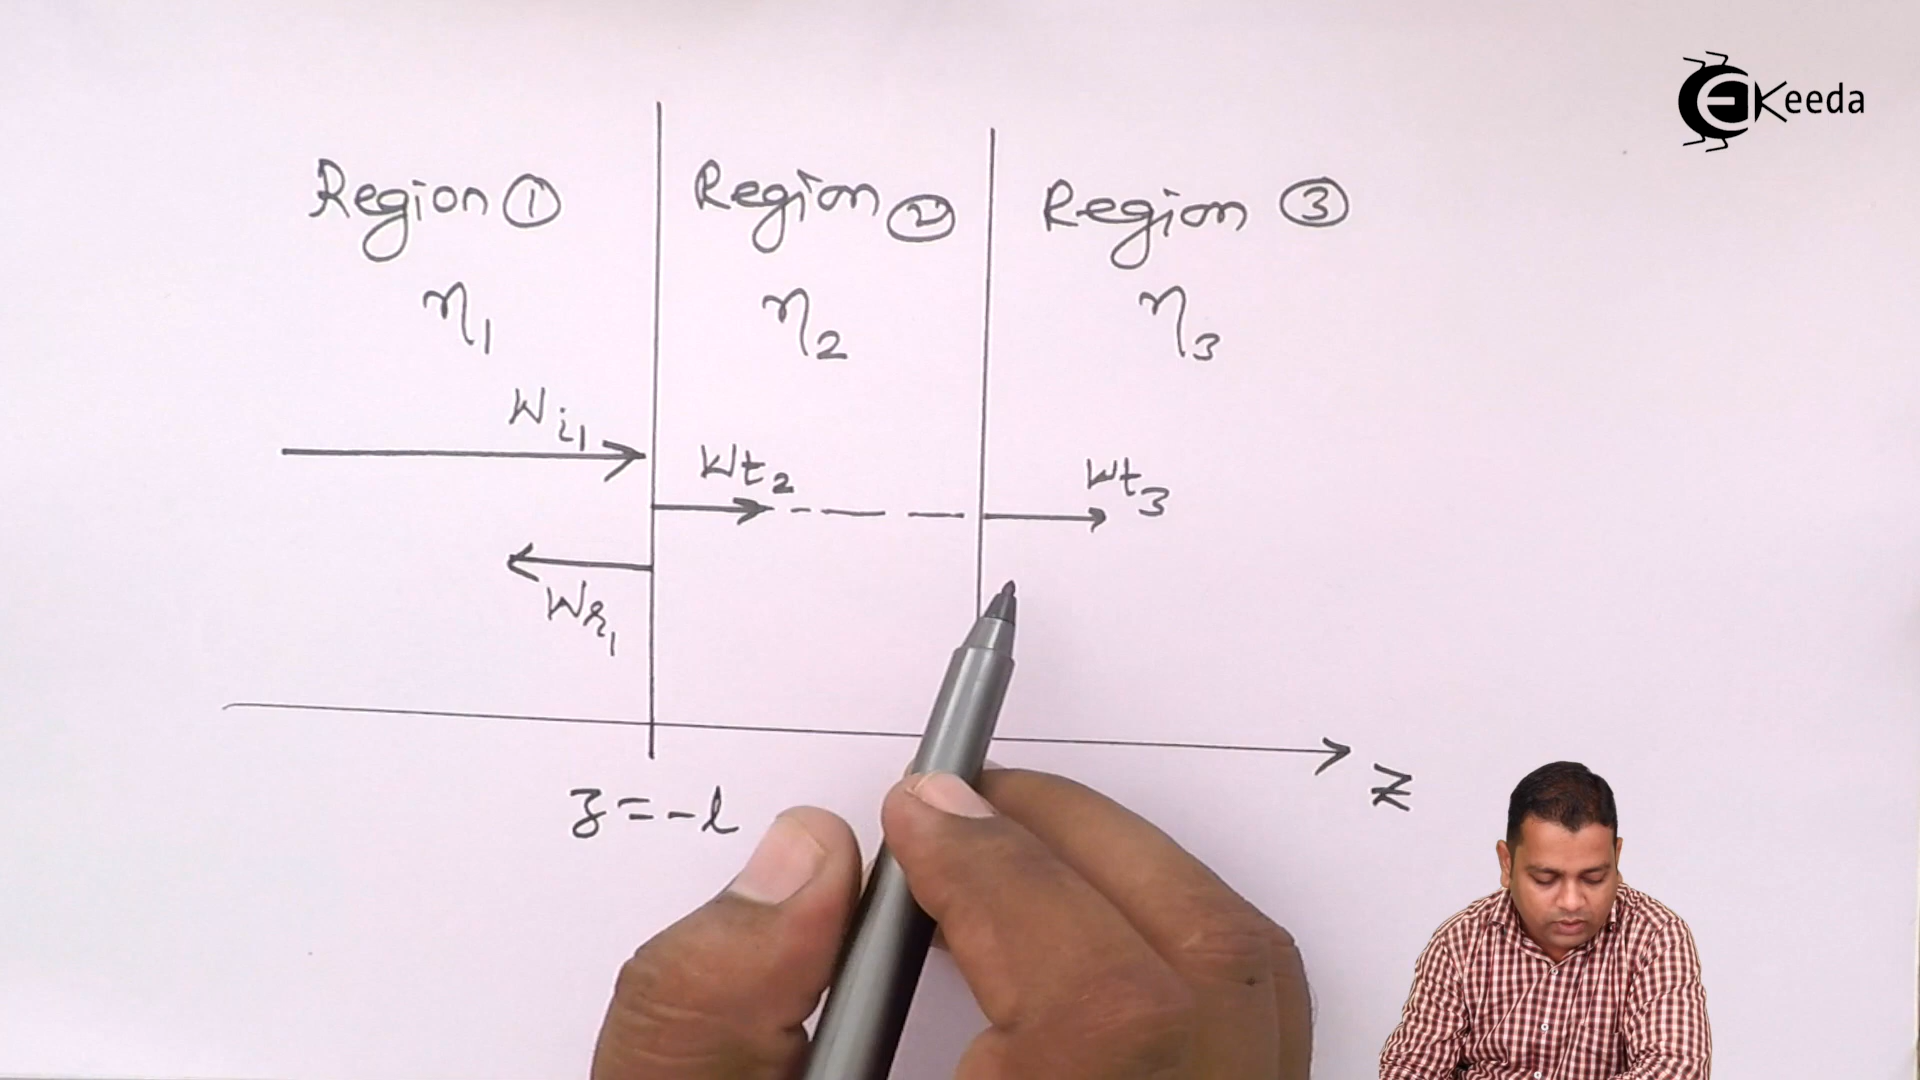 Keeda
Region ① Region ② Region ③
η1 η2 η3
Wi1
Wt2
Wt3
Wr1
z
z = -l